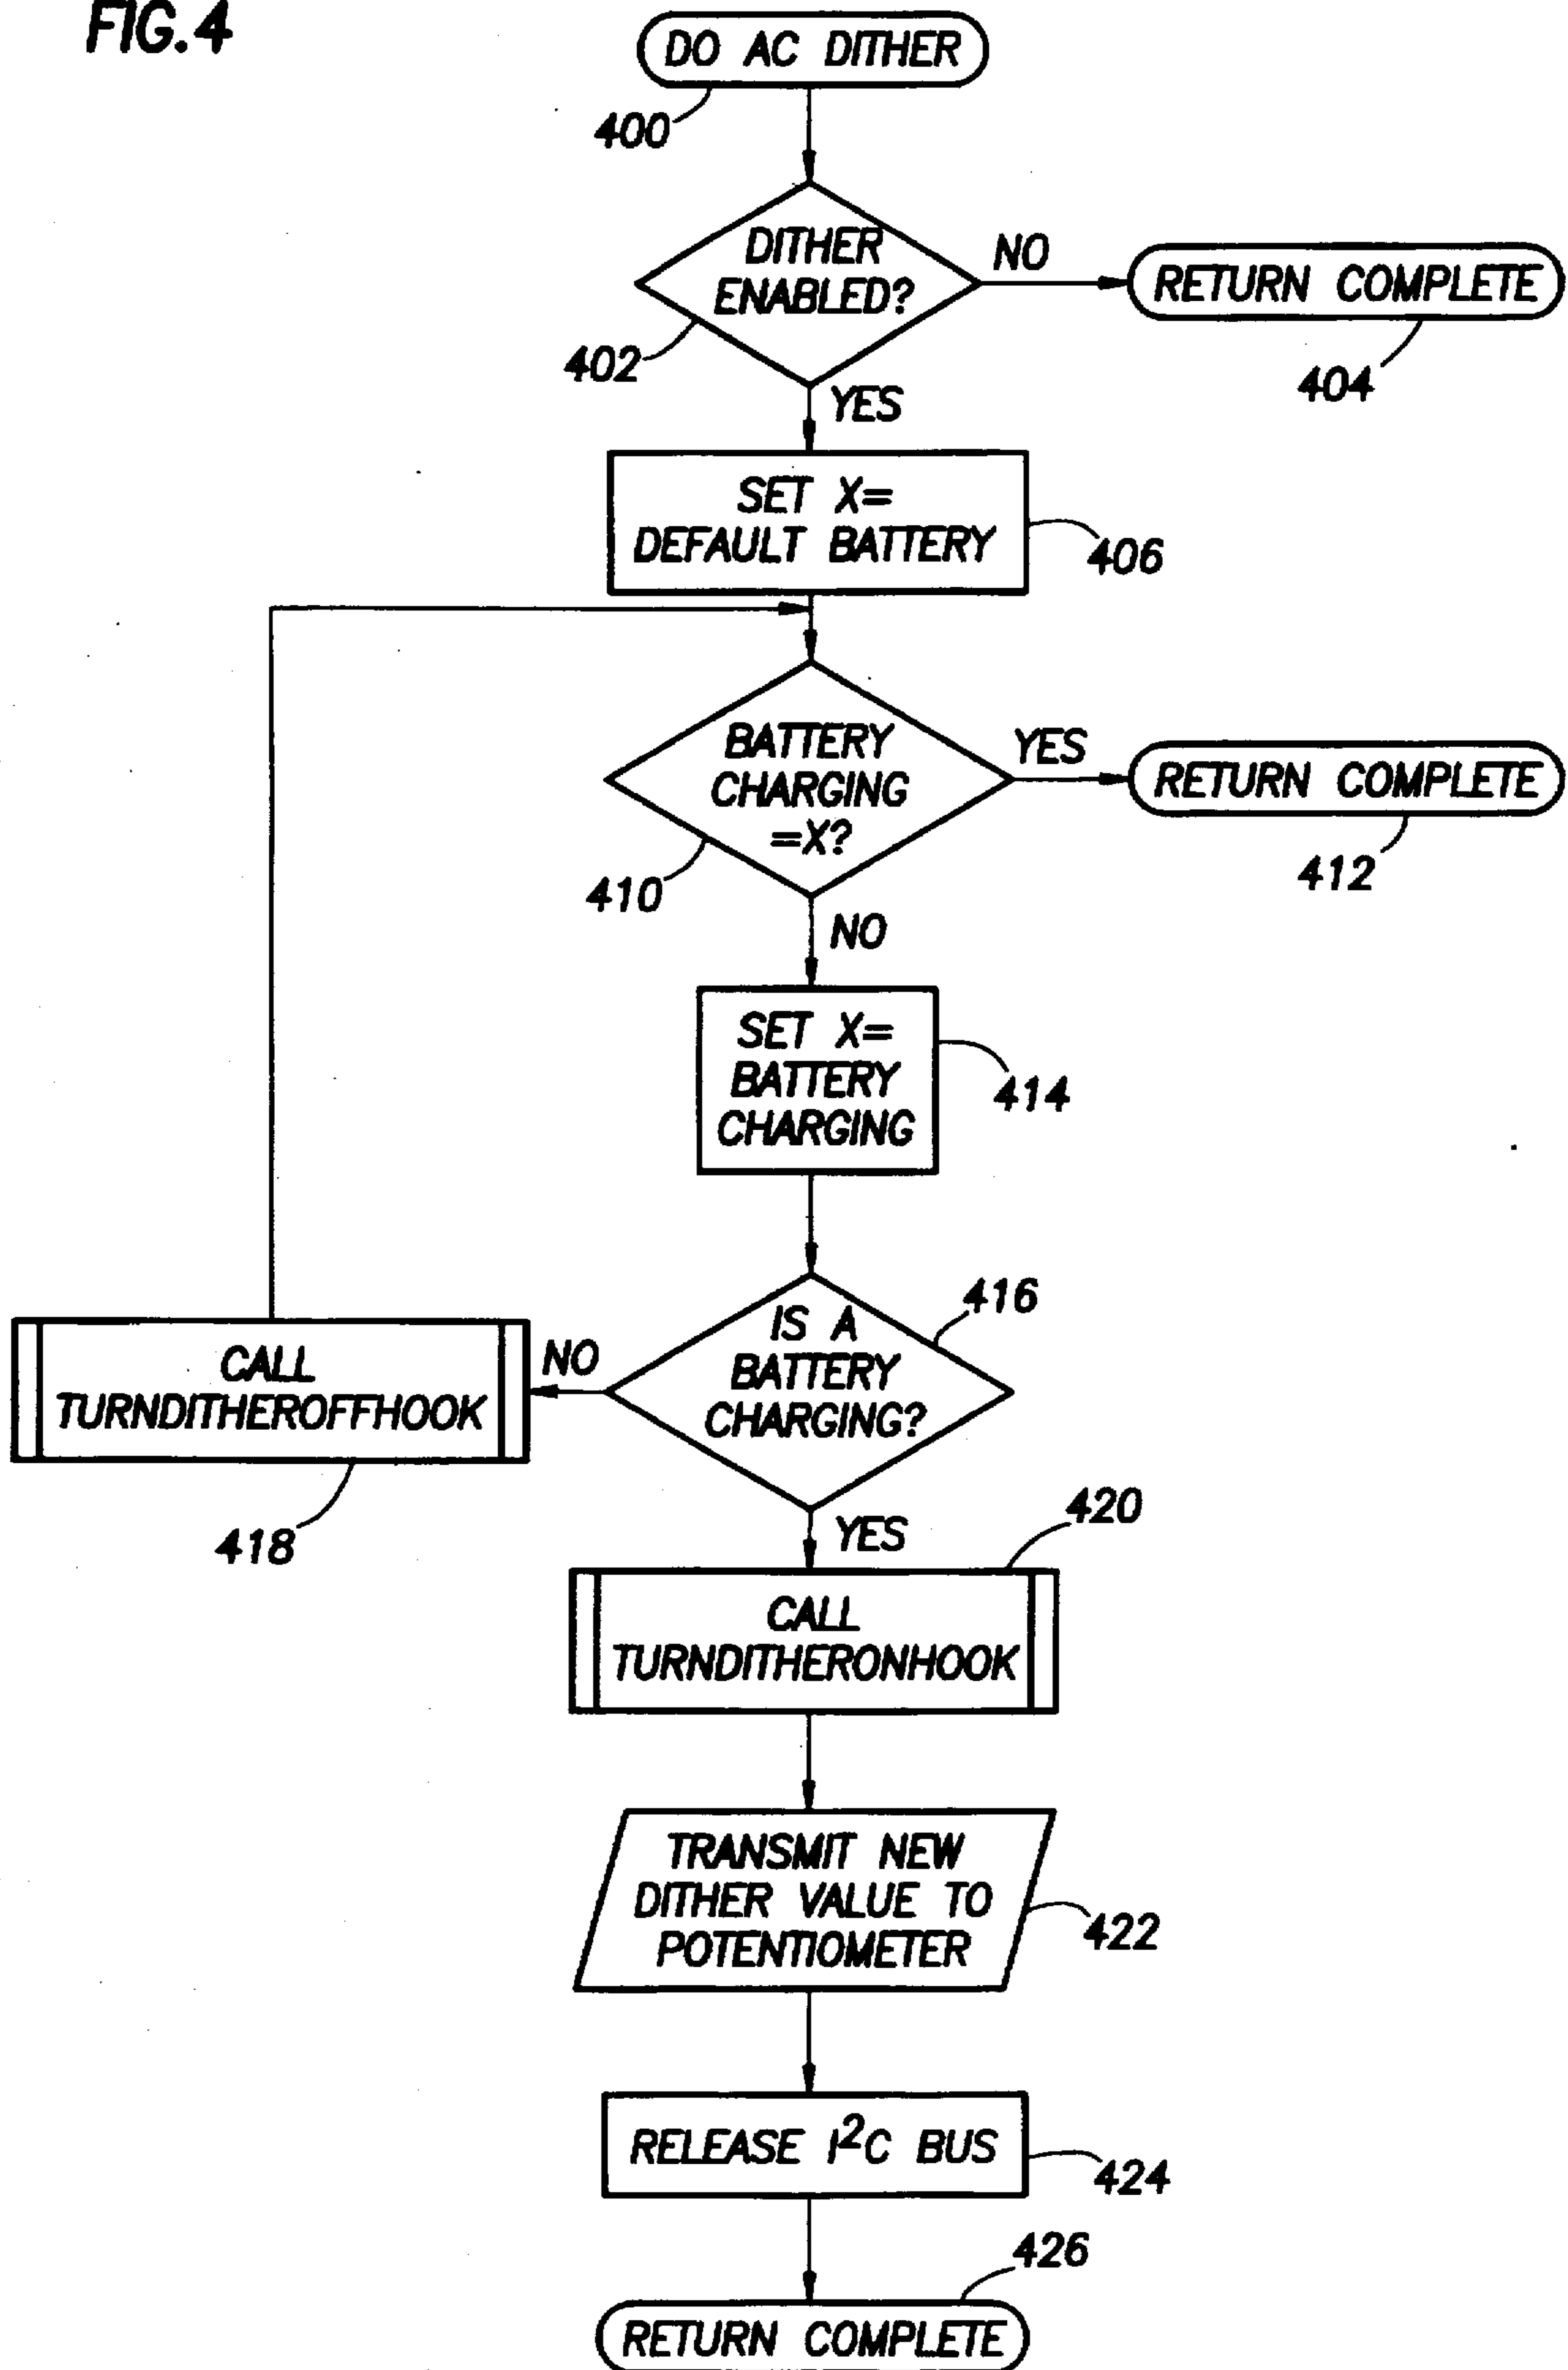 FIG.4
DO AC DITHER
400
DITHER
ENABLED?
NO
RETURN COMPLETE
402
404
YES
SET X=
DEFAULT BATTERY
406
BATTERY
CHARGING
=X?
YES
RETURN COMPLETE
410
412
NO
SET X=
BATTERY
CHARGING
414
IS A
BATTERY
CHARGING?
416
NO
CALL
TURNDITHEROFFHOOK
418
YES
420
CALL
TURNDITHERONHOOK
TRANSMIT NEW
DITHER VALUE TO
POTENTIOMETER
422
RELEASE I²C BUS
424
426
RETURN COMPLETE